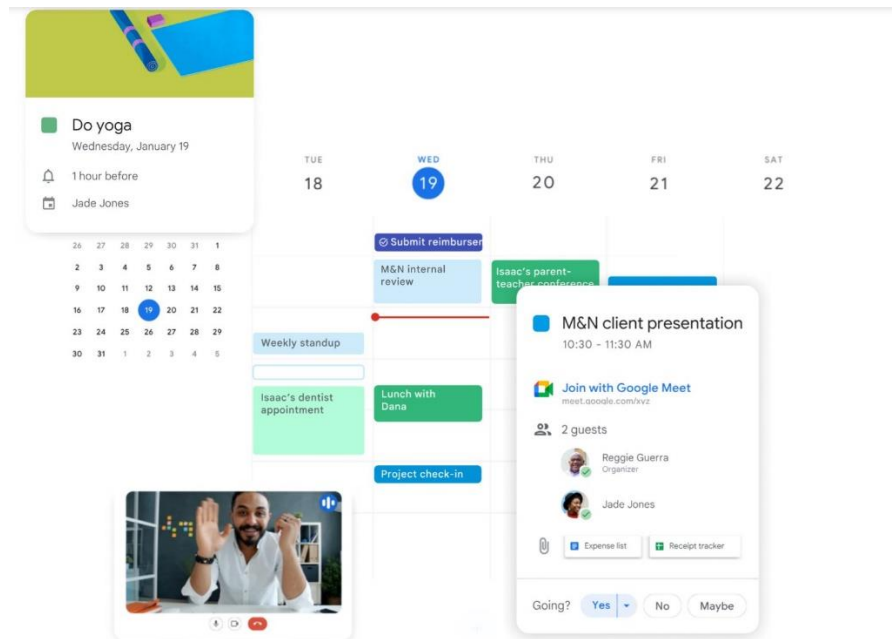 Do yoga
Wednesday, January 19
1 hour before
Jade Jones
26 27 28 29 30 31 1
2 3 4 5 6 7 8
9 10 11 12 13 14 15
16 17 18 19 20 21 22
23 24 25 26 27 28 29
30 31 1 2 3 4 5
TUE WED THU FRI SAT
18 19 20 21 22
Submit reimburser
M&N internal
review
Isaac's parent-
teacher conference
Weekly standup
Isaac's dentist
appointment
Lunch with
Dana
Project check-in
M&N client presentation
10:30 - 11:30 AM
Join with Google Meet
meet.google.com/xyz
2 guests
Reggie Guerra
Organizer
Jade Jones
Expense list Receipt tracker
Going? Yes No Maybe